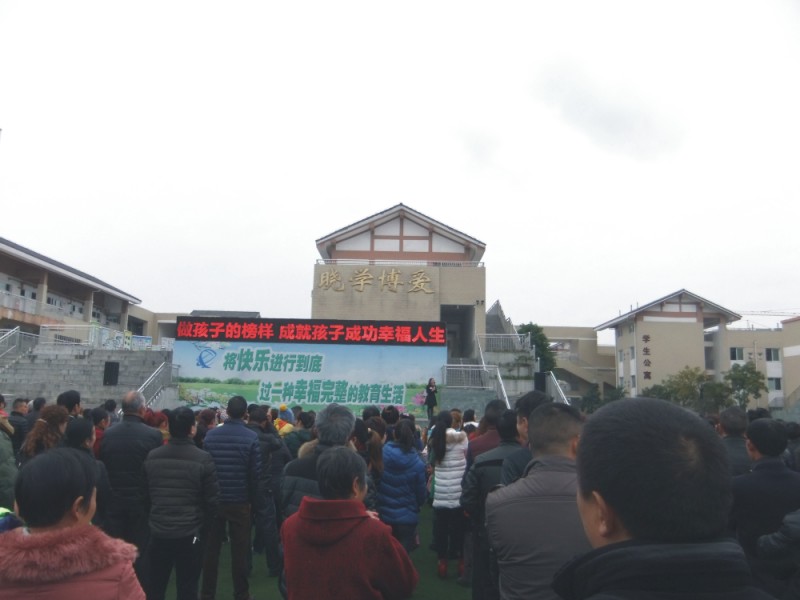 晓学博爱
做孩子的榜样 成就孩子成功幸福人生
将快乐进行到底
过一种幸福完整的教育生活
学生公寓